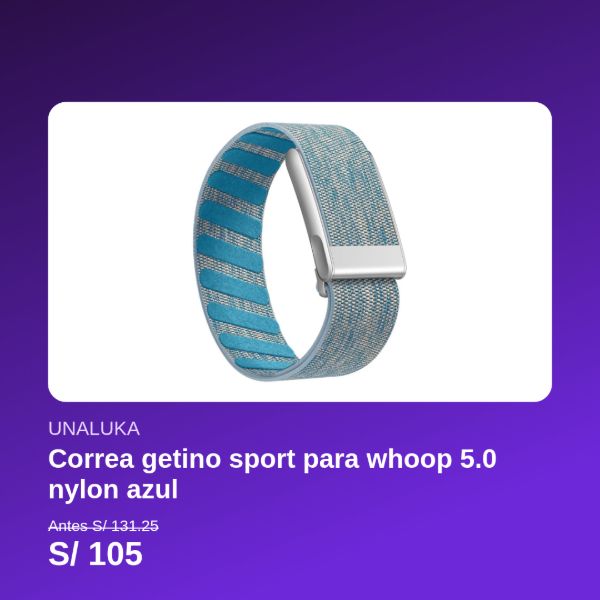 UNALUKA
Correa getino sport para whoop 5.0
nylon azul
Antes S/ 131.25
S/ 105